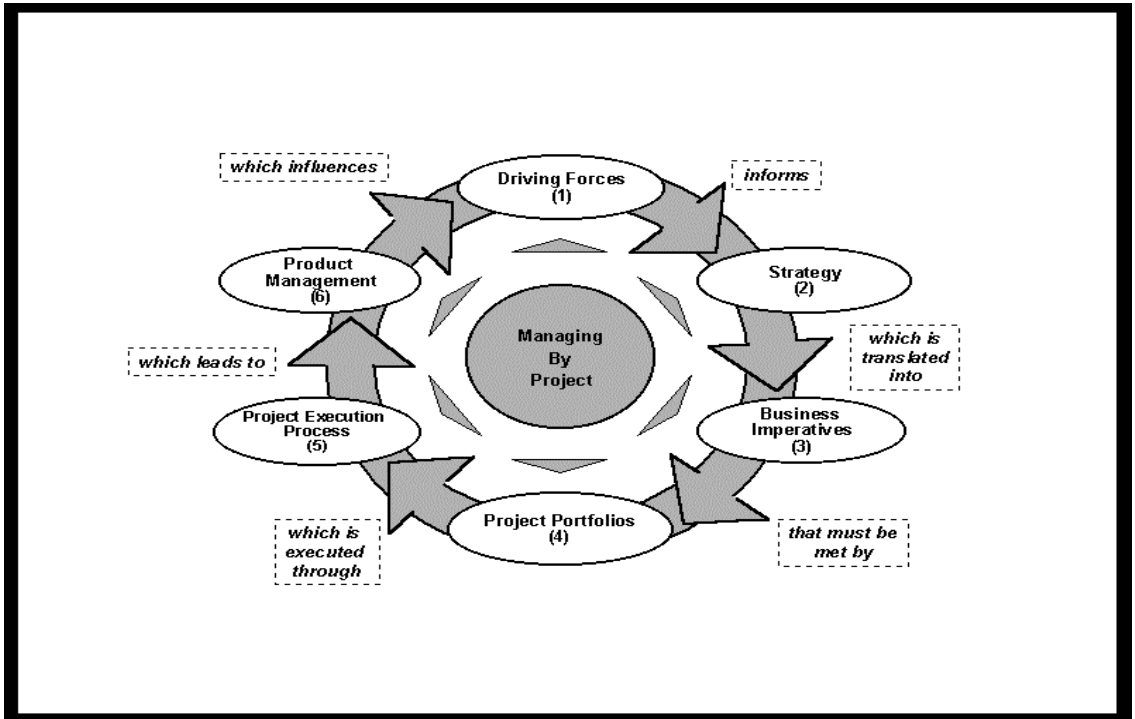 which influences
Driving Forces
(1)
informs
Product
Management
(6)
Strategy
(2)
Managing
By
Project
which leads to
which is
translated
into
Project Execution
Process
(5)
Business
Imperatives
(3)
which is
executed
through
Project Portfolios
(4)
that must be
met by